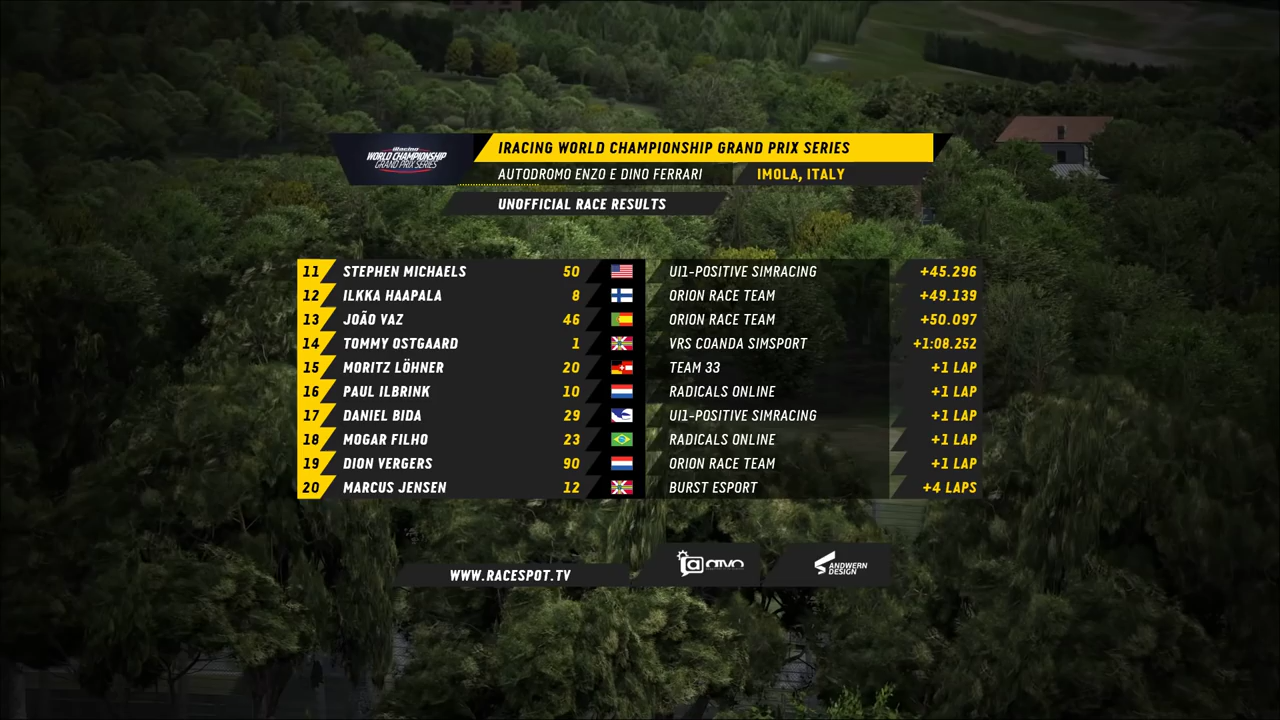 iRacing
WORLD CHAMPIONSHIP
GRAND PRIX SERIES
IRACING WORLD CHAMPIONSHIP GRAND PRIX SERIES
AUTODROMO ENZO E DINO FERRARI IMOLA, ITALY
UNOFFICIAL RACE RESULTS
11 STEPHEN MICHAELS 50 UI1-POSITIVE SIMRACING +45.296
12 ILKKA HAAPALA 8 ORION RACE TEAM +49.139
13 JOÃO VAZ 46 ORION RACE TEAM +50.097
14 TOMMY OSTGAARD 1 VRS COANDA SIMSPORT +1:08.252
15 MORITZ LÖHNER 20 TEAM 33 +1 LAP
16 PAUL ILBRINK 10 RADICALS ONLINE +1 LAP
17 DANIEL BIDA 29 UI1-POSITIVE SIMRACING +1 LAP
18 MOGAR FILHO 23 RADICALS ONLINE +1 LAP
19 DION VERGERS 90 ORION RACE TEAM +1 LAP
20 MARCUS JENSEN 12 BURST ESPORT +4 LAPS
WWW.RACESPOT.TV
ANDWERN
DESIGN